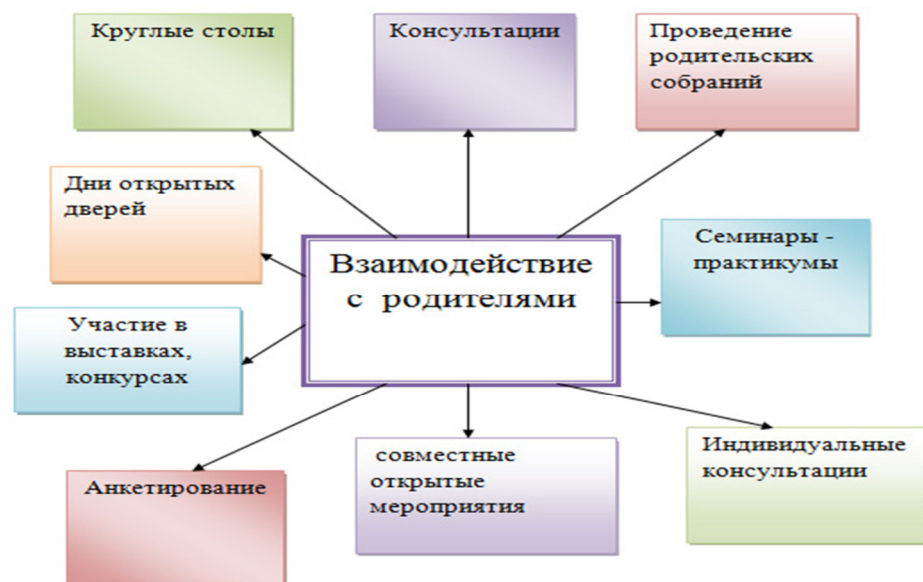 Круглые столы
Консультации
Проведение
родительских
собраний
Дни открытых
дверей
Взаимодействие
с родителями
Семинары -
практикумы
Участие в
выставках,
конкурсах
Анкетирование
совместные
открытые
мероприятия
Индивидуальные
консультации